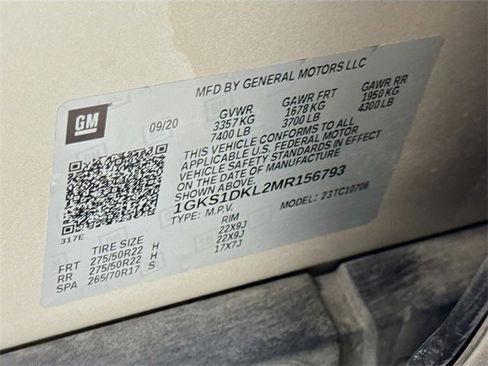 MFD BY GENERAL MOTORS LLC
GM
09/20
GVWR GAWR FRT GAWR RR
3357KG 1678 KG 1950 KG
7400 LB 3700 LB 4300 LB
THIS VEHICLE CONFORMS TO ALL
APPLICABLE U.S. FEDERAL MOTOR
VEHICLE SAFETY STANDARDS IN EFFECT
ON THE DATE OF MANUFACTURE
SHOWN ABOVE.
1GKS1DKL2MR156793
TYPE: M.P.V. MODEL: 23TC10706
317E
TIRE SIZE RIM
FRT 275/50R22 H 22X9J
RR 275/50R22 H 22X9J
SPA 265/70R17 S 17X7J